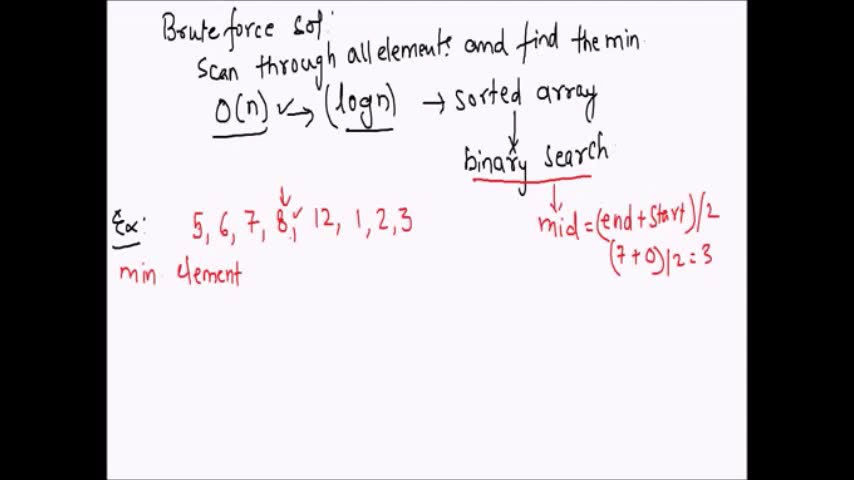 Brute force sol:
scan through all elements and find the min
O(n) → (log n) → sorted array
binary search
Ex: 5, 6, 7, 8, 12, 1, 2, 3
mid = (end + start)/2
(7+0)/2 = 3
min element